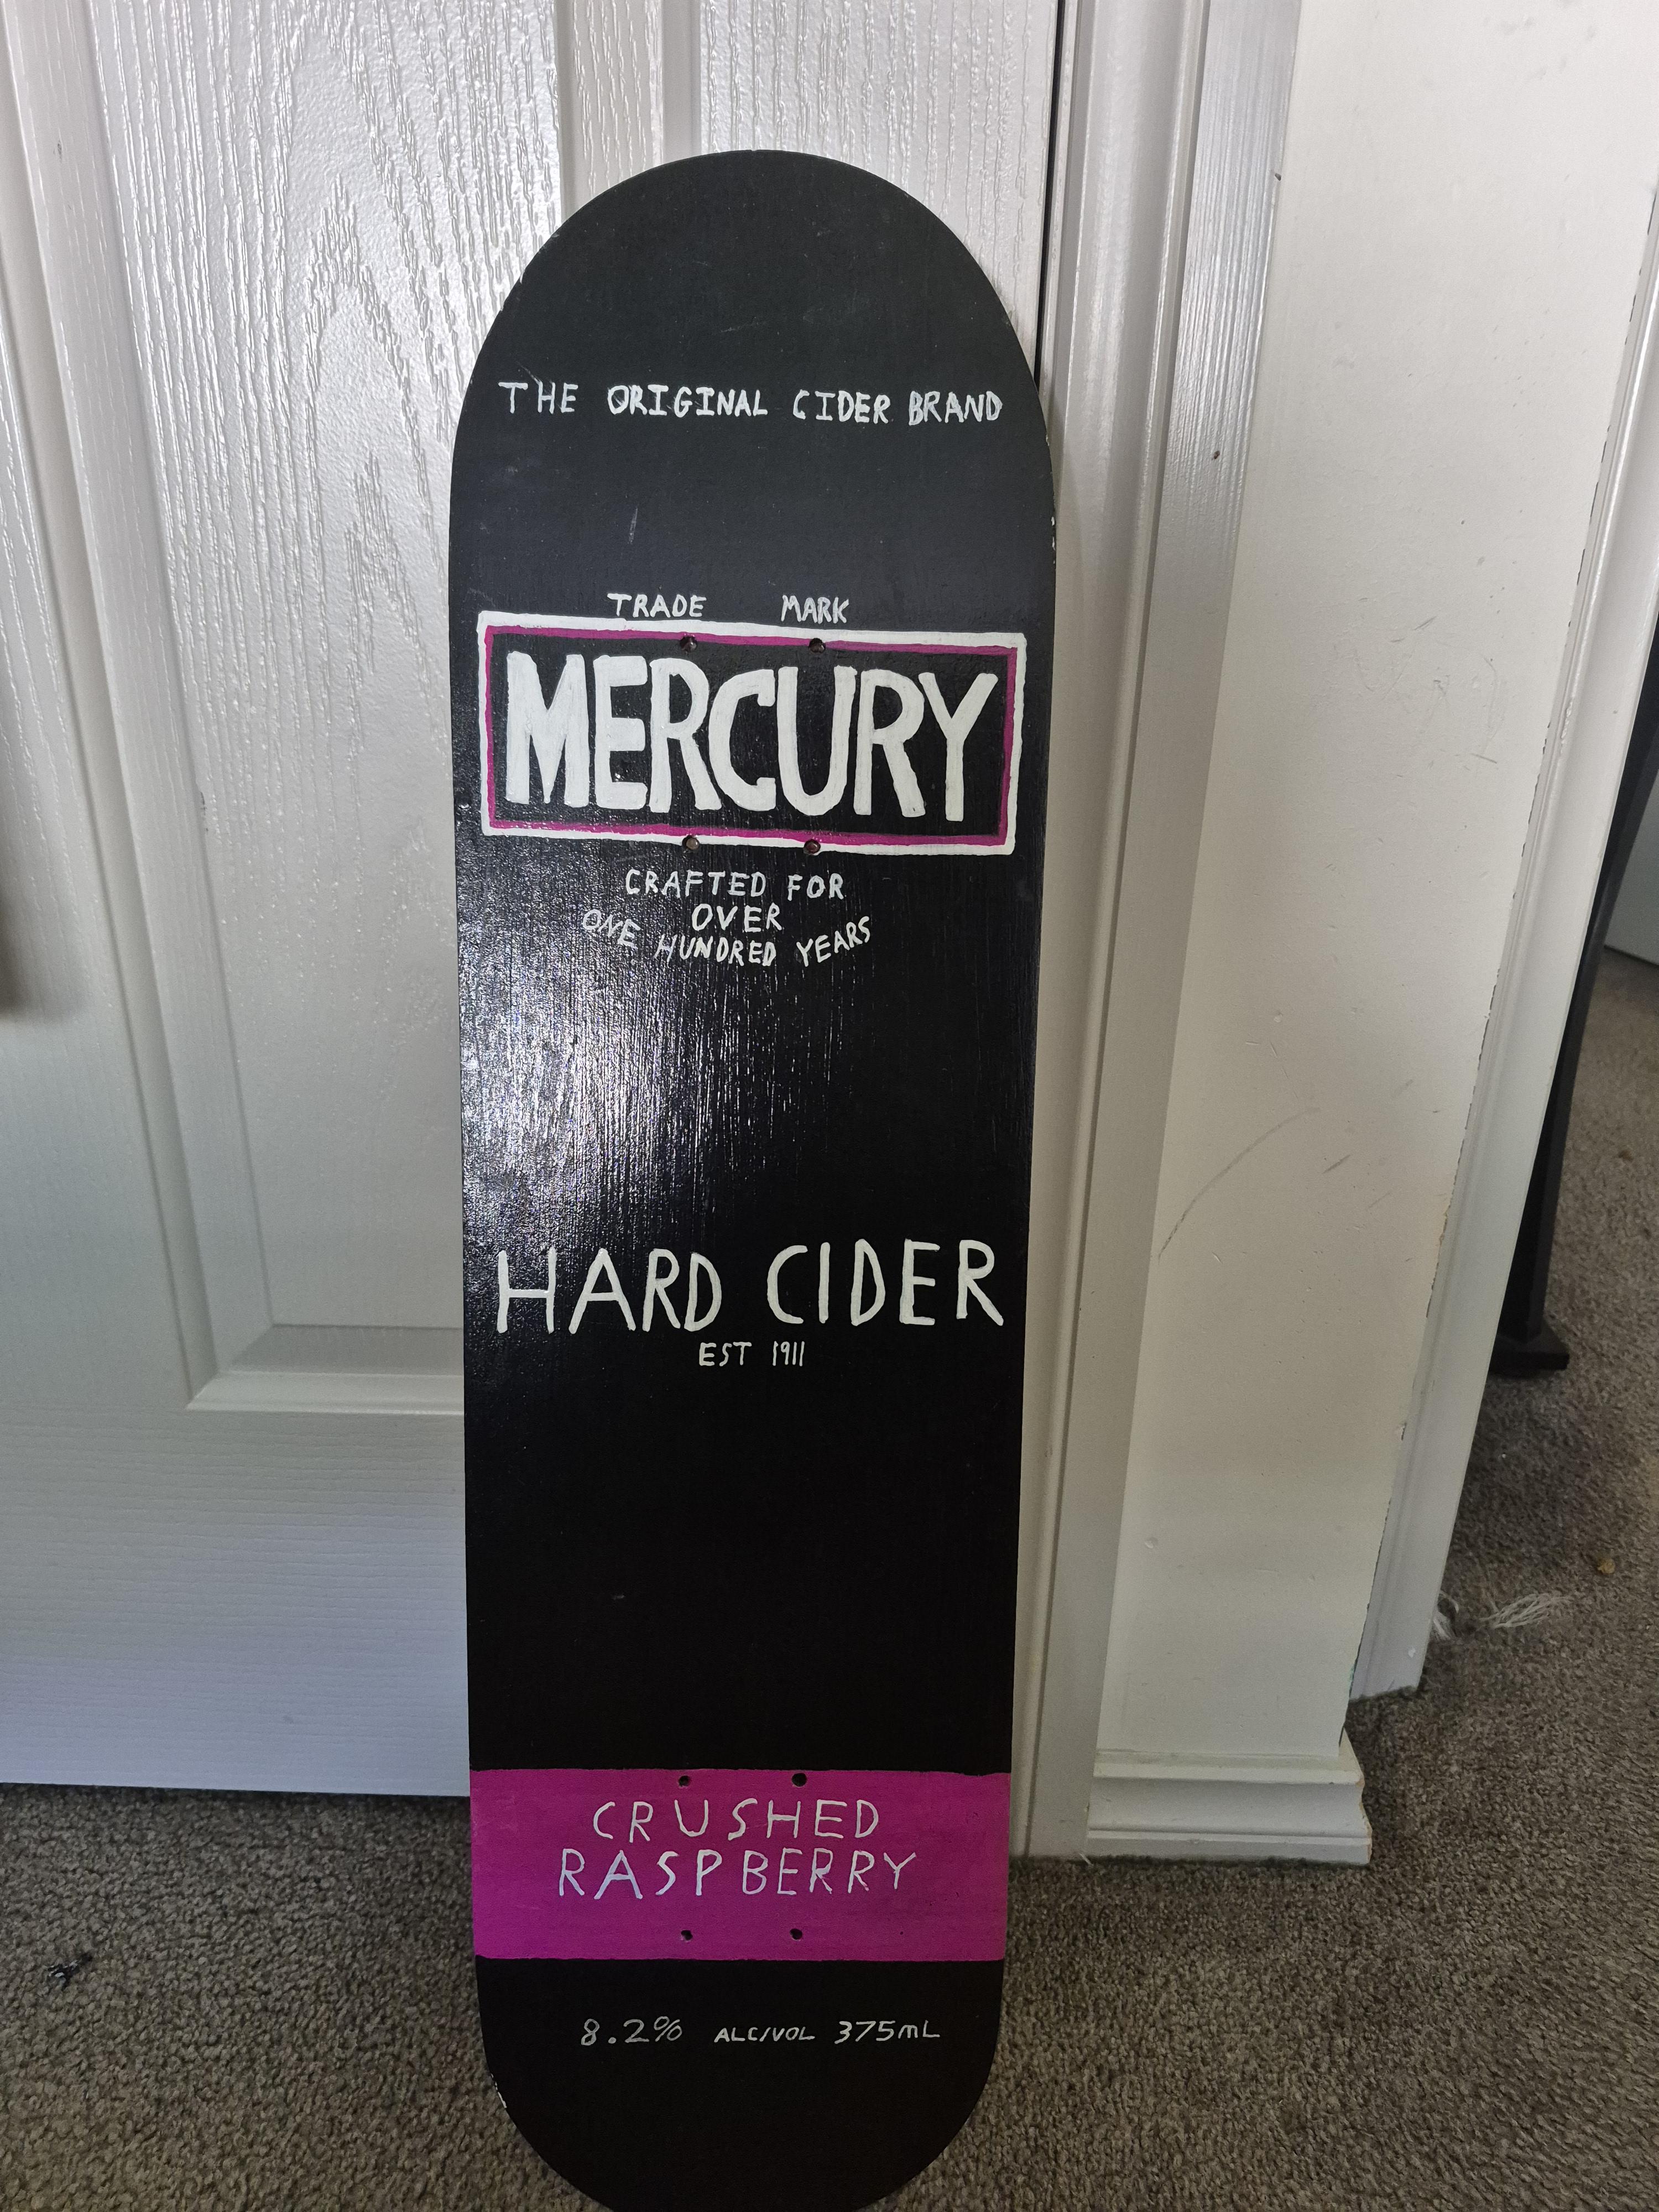 THE ORIGINAL CIDER BRAND
TRADE MARK
MERCURY
CRAFTED FOR
OVER
ONE HUNDRED YEARS
HARD CIDER
EST 1911
CRUSHED
RASPBERRY
8.2% ALC/VOL 375mL